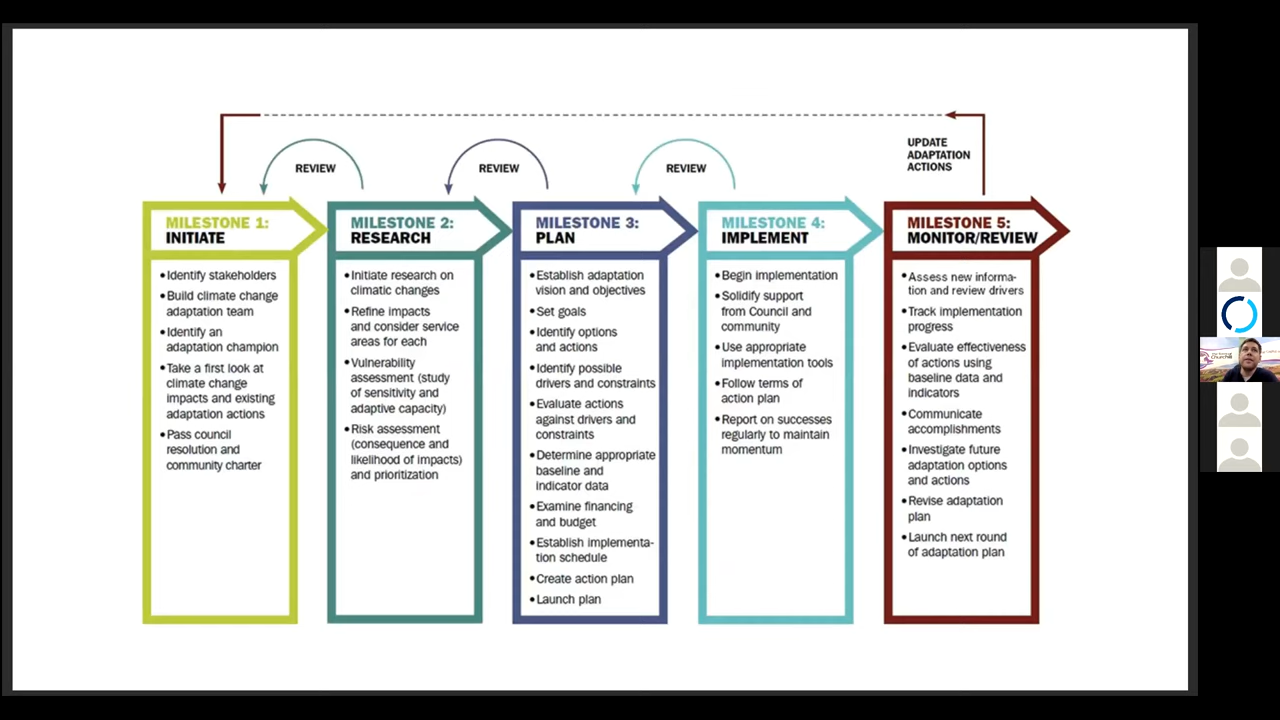 UPDATE
ADAPTATION
ACTIONS
REVIEW
REVIEW
REVIEW
MILESTONE 1:
INITIATE
•Identify stakeholders
•Build climate change
adaptation team
•Identify an
adaptation champion
•Take a first look at
climate change
impacts and existing
adaptation actions
•Pass council
resolution and
community charter
MILESTONE 2:
RESEARCH
•Initiate research on
climatic changes
•Refine impacts
and consider service
areas for each
•Vulnerability
assessment (study
of sensitivity and
adaptive capacity)
•Risk assessment
(consequence and
likelihood of impacts)
and prioritization
MILESTONE 3:
PLAN
•Establish adaptation
vision and objectives
•Set goals
•Identify options
and actions
•Identify possible
drivers and constraints
•Evaluate actions
against drivers and
constraints
•Determine appropriate
baseline and
indicator data
•Examine financing
and budget
•Establish implementa-
tion schedule
•Create action plan
•Launch plan
MILESTONE 4:
IMPLEMENT
•Begin implementation
•Solidify support
from Council and
community
•Use appropriate
implementation tools
•Follow terms of
action plan
•Report on successes
regularly to maintain
momentum
MILESTONE 5:
MONITOR/REVIEW
•Assess new informa-
tion and review drivers
•Track implementation
progress
•Evaluate effectiveness
of actions using
baseline data and
indicators
•Communicate
accomplishments
•Investigate future
adaptation options
and actions
•Revise adaptation
plan
•Launch next round
of adaptation plan
Churchill